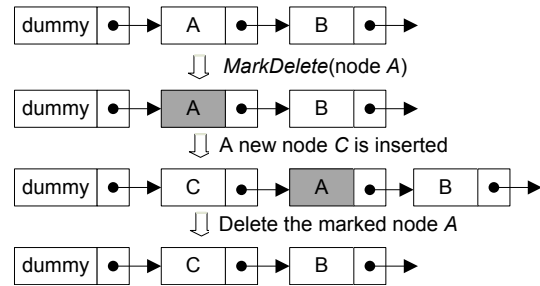 dummy A B
MarkDelete(node A)
dummy A B
A new node C is inserted
dummy C A B
Delete the marked node A
dummy C B